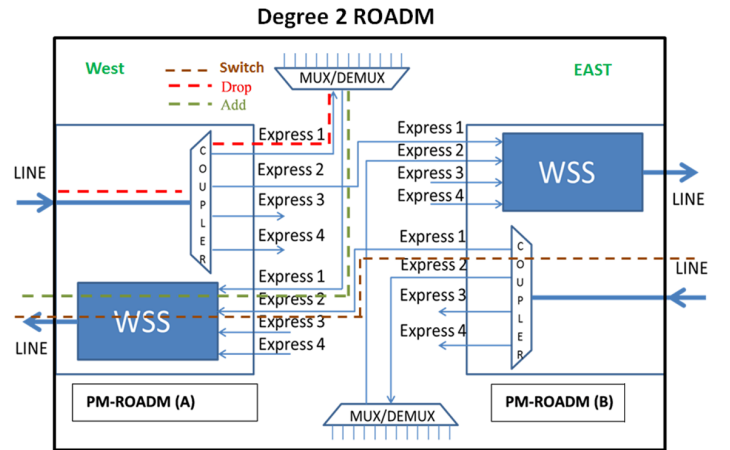 Degree 2 ROADM
West
Switch
Drop
Add
MUX/DEMUX
EAST
LINE
COUPLER
Express 1
Express 2
Express 3
Express 4
Express 1
Express 2
Express 3
Express 4
WSS
LINE
Express 1
Express 2
Express 3
Express 4
WSS
LINE
Express 1
Express 2
Express 3
Express 4
COUPLER
LINE
PM-ROADM (A)
MUX/DEMUX
PM-ROADM (B)